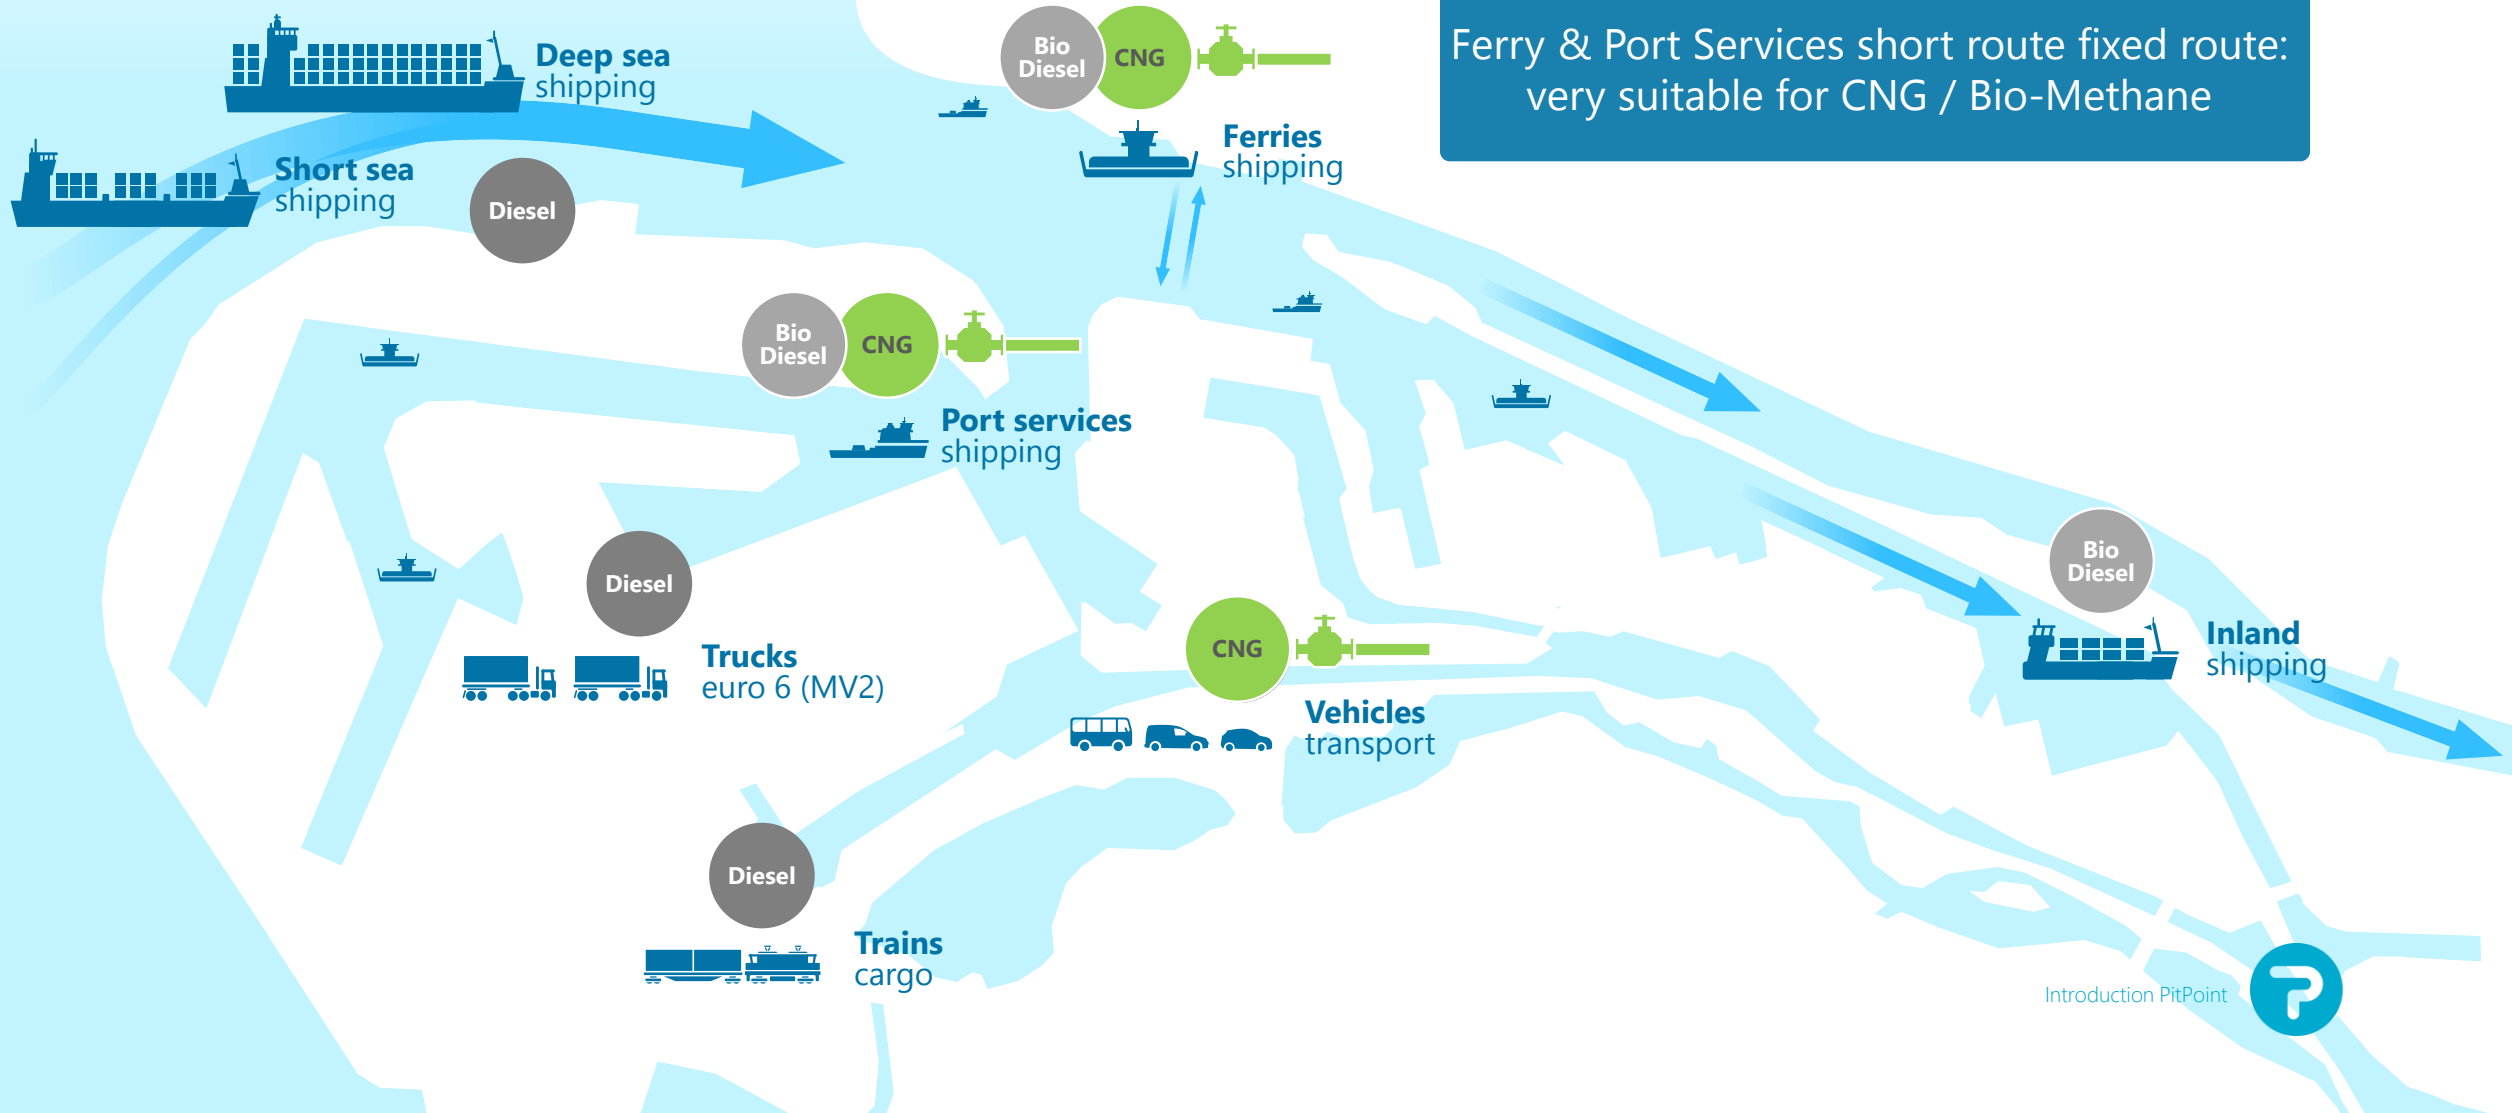 Ferry & Port Services short route fixed route:
very suitable for CNG / Bio-Methane
Deep sea
shipping
Short sea
shipping
Diesel
Bio
Diesel
CNG
Ferries
shipping
Bio
Diesel
CNG
Port services
shipping
Diesel
Trucks
euro 6 (MV2)
CNG
Vehicles
transport
Bio
Diesel
Inland
shipping
Diesel
Trains
cargo
Introduction PitPoint